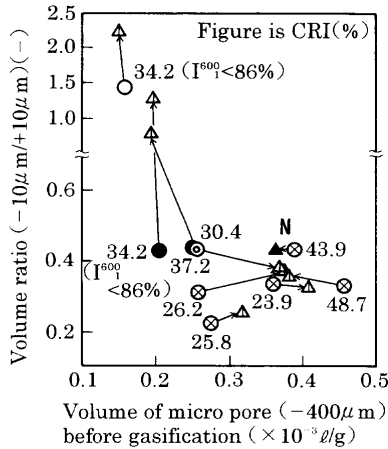 Figure is CRI(%)
2.5
2.0
1.5
1.0
0.6
0.4
0.2
34.2 (I⁶⁰⁰ᵢ<86%)
30.4
N
43.9
34.2
37.2
(I⁶⁰⁰ᵢ
<86%)
26.2
23.9
48.7
25.8
0.1 0.2 0.3 0.4 0.5
Volume ratio (−10μm/+10μm)(−)
Volume of micro pore (−400μm)
before gasification (×10⁻³ℓ/g)